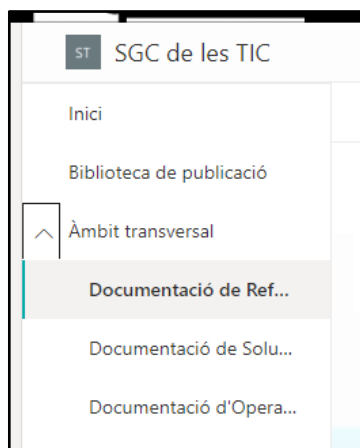 ST SGC de les TIC
Inici
Biblioteca de publicació
Àmbit transversal
Documentació de Ref...
Documentació de Solu...
Documentació d'Opera...